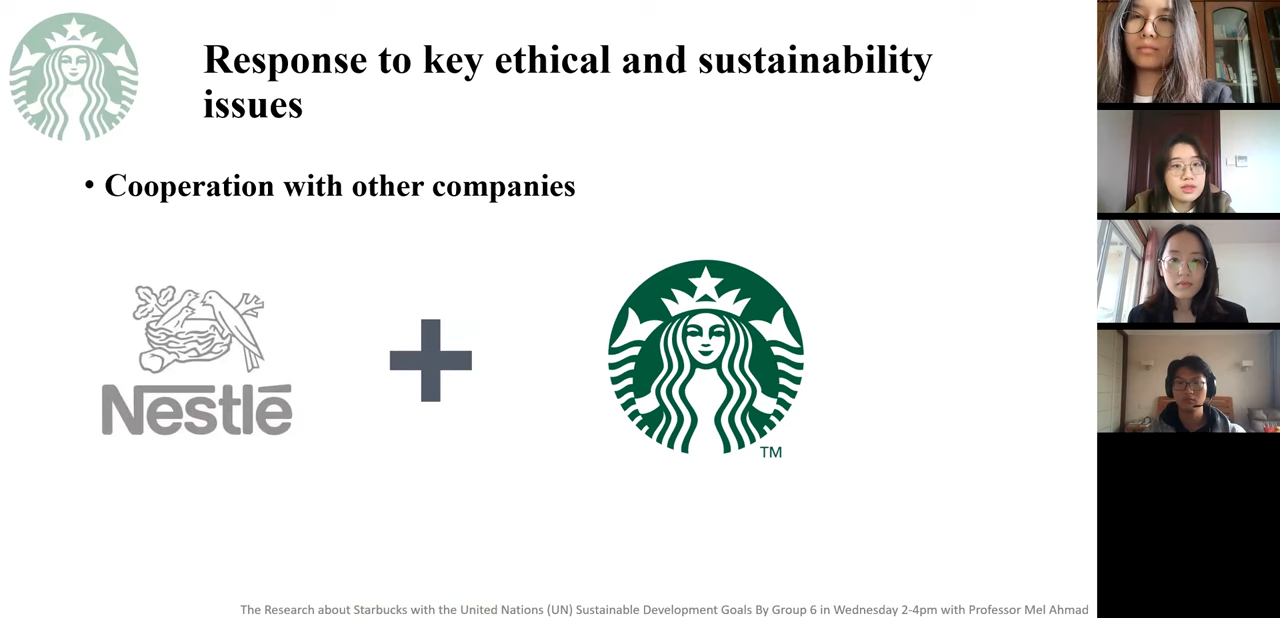 Response to key ethical and sustainability
issues
• Cooperation with other companies
Nestlé
TM
The Research about Starbucks with the United Nations (UN) Sustainable Development Goals By Group 6 in Wednesday 2-4pm with Professor Mel Ahmad